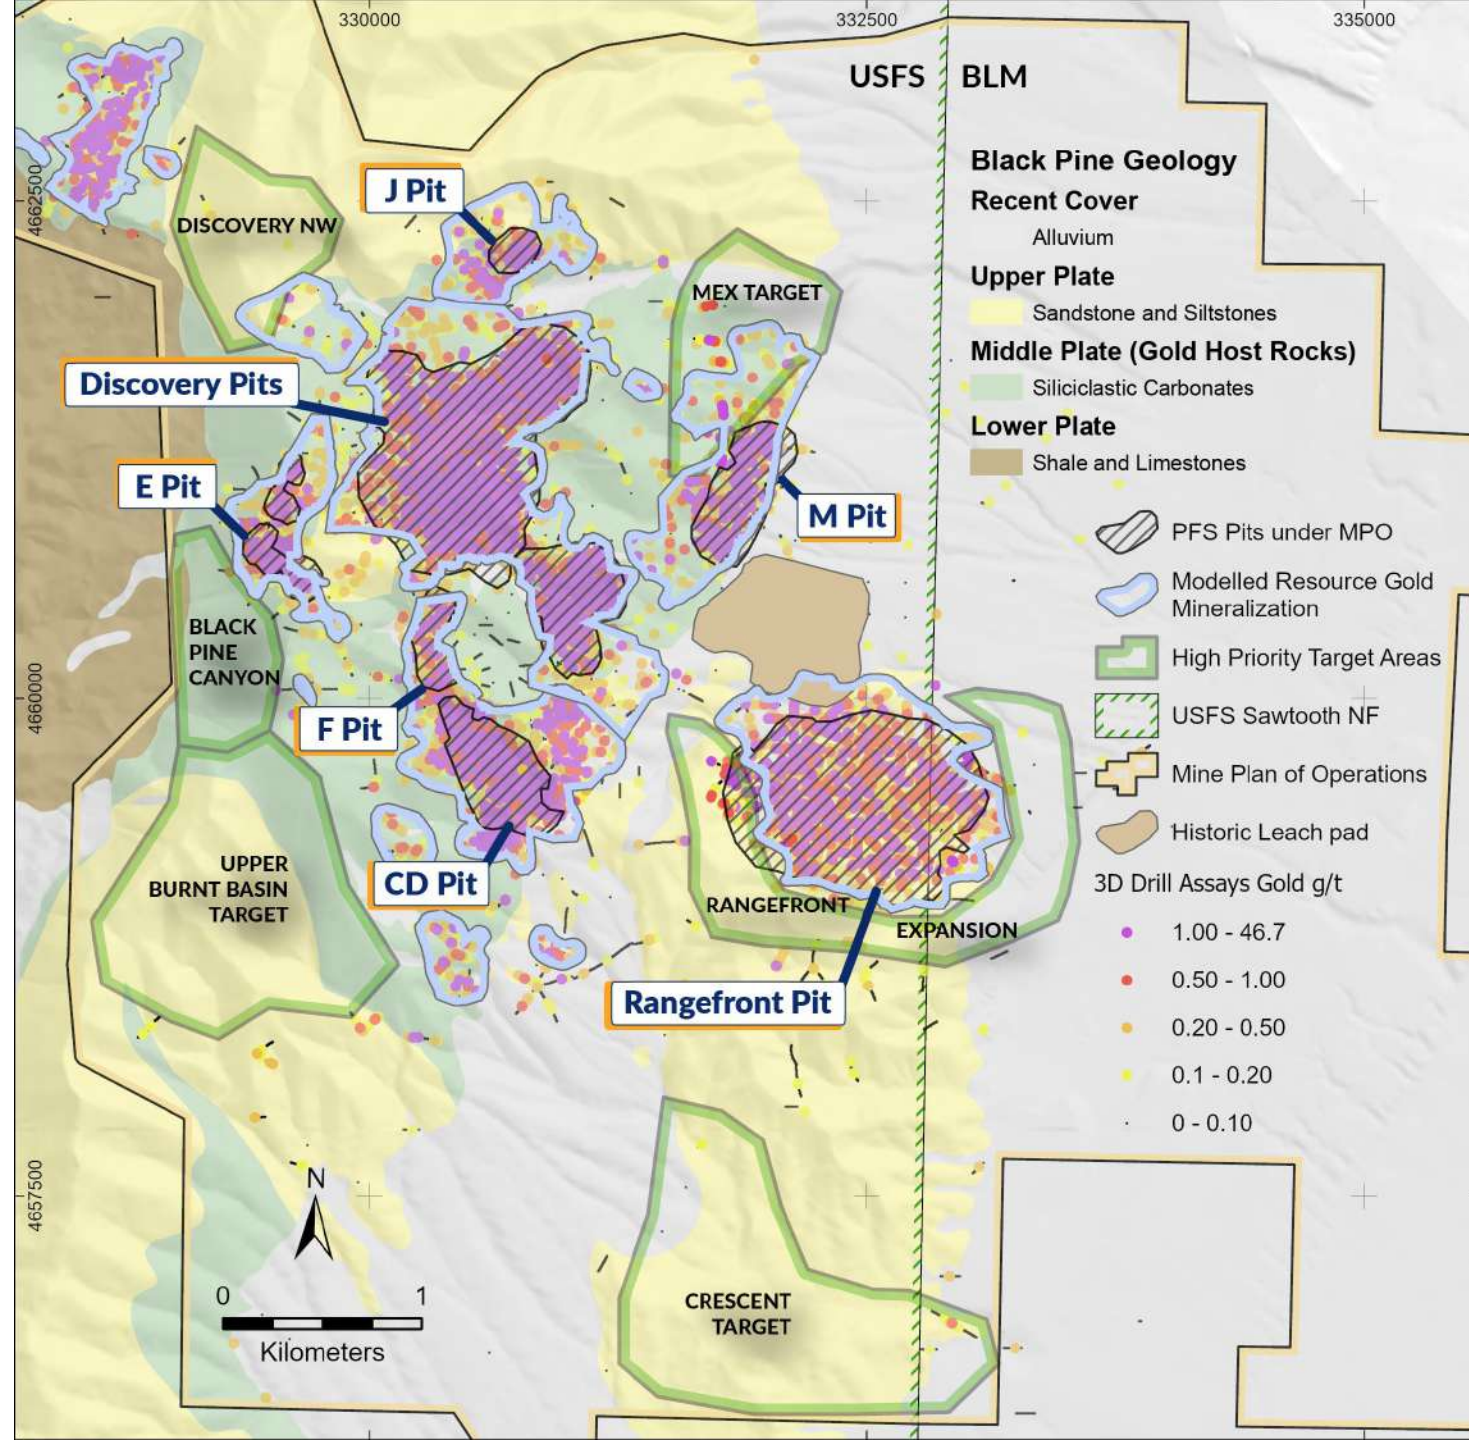 330000
332500
335000
USFS
BLM
4662500
4660000
4657500
J Pit
DISCOVERY NW
MEX TARGET
Discovery Pits
E Pit
M Pit
BLACK
PINE
CANYON
F Pit
UPPER
BURNT BASIN
TARGET
CD Pit
RANGEFRONT
EXPANSION
Rangefront Pit
CRESCENT
TARGET
N
0 1
Kilometers
Black Pine Geology
Recent Cover
Alluvium
Upper Plate
Sandstone and Siltstones
Middle Plate (Gold Host Rocks)
Siliciclastic Carbonates
Lower Plate
Shale and Limestones
PFS Pits under MPO
Modelled Resource Gold
Mineralization
High Priority Target Areas
USFS Sawtooth NF
Mine Plan of Operations
Historic Leach pad
3D Drill Assays Gold g/t
1.00 - 46.7
0.50 - 1.00
0.20 - 0.50
0.1 - 0.20
0 - 0.10